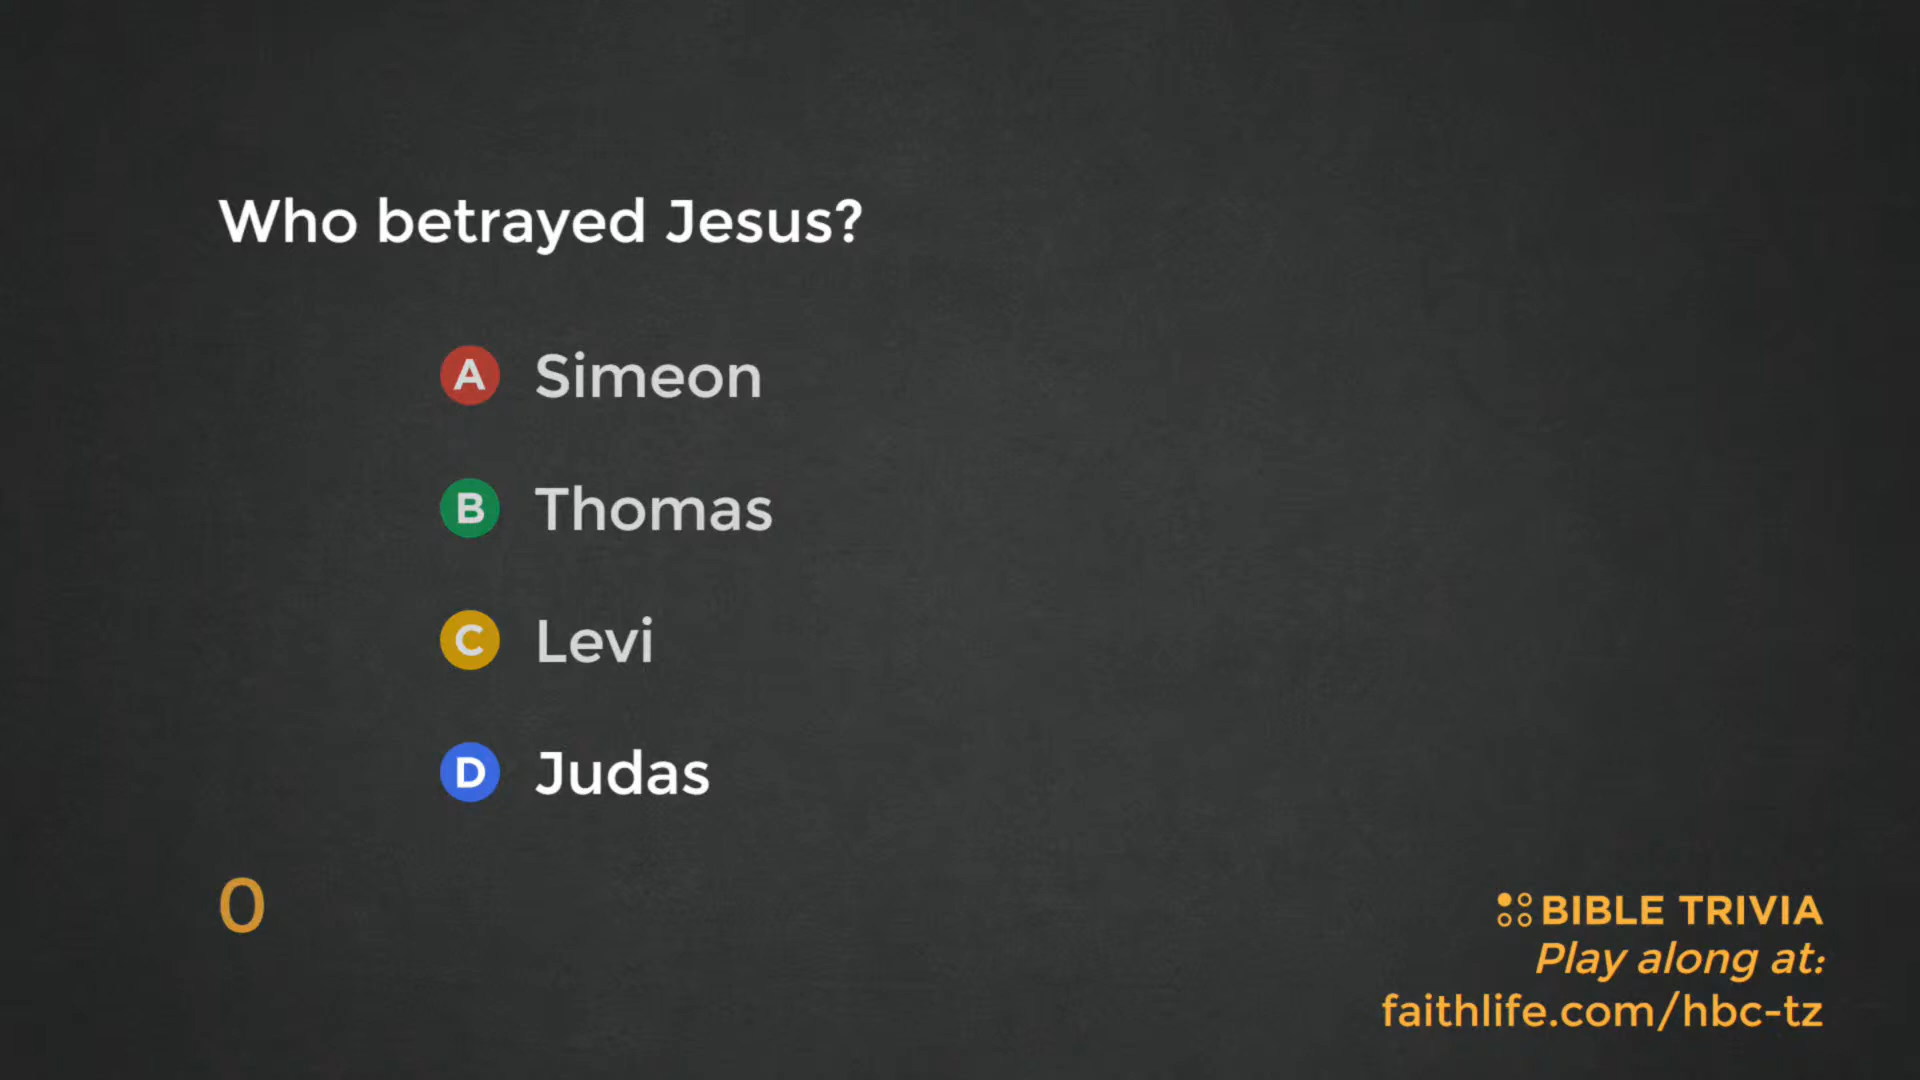 Who betrayed Jesus?
A Simeon
B Thomas
C Levi
D Judas
0
BIBLE TRIVIA
Play along at:
faithlife.com/hbc-tz